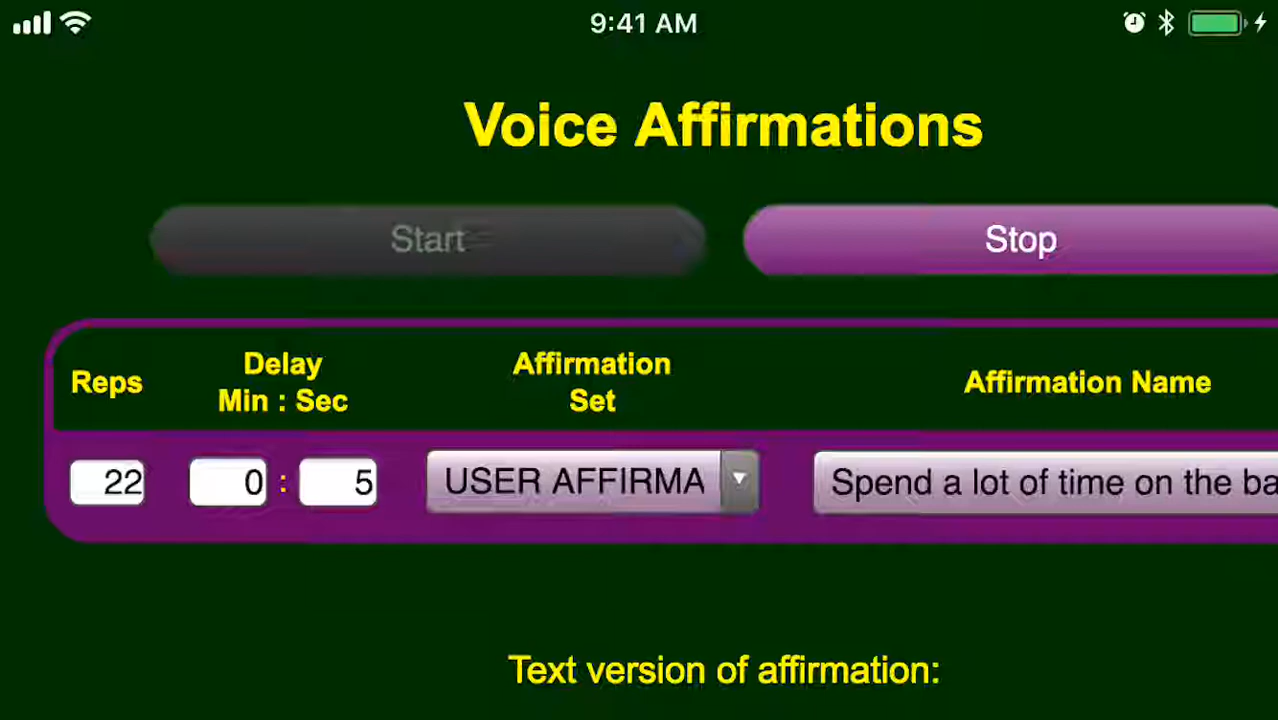 9:41 AM
Voice Affirmations
Start Stop
Reps Delay Min : Sec Affirmation Set Affirmation Name
22 0 : 5 USER AFFIRMA Spend a lot of time on the ba
Text version of affirmation: